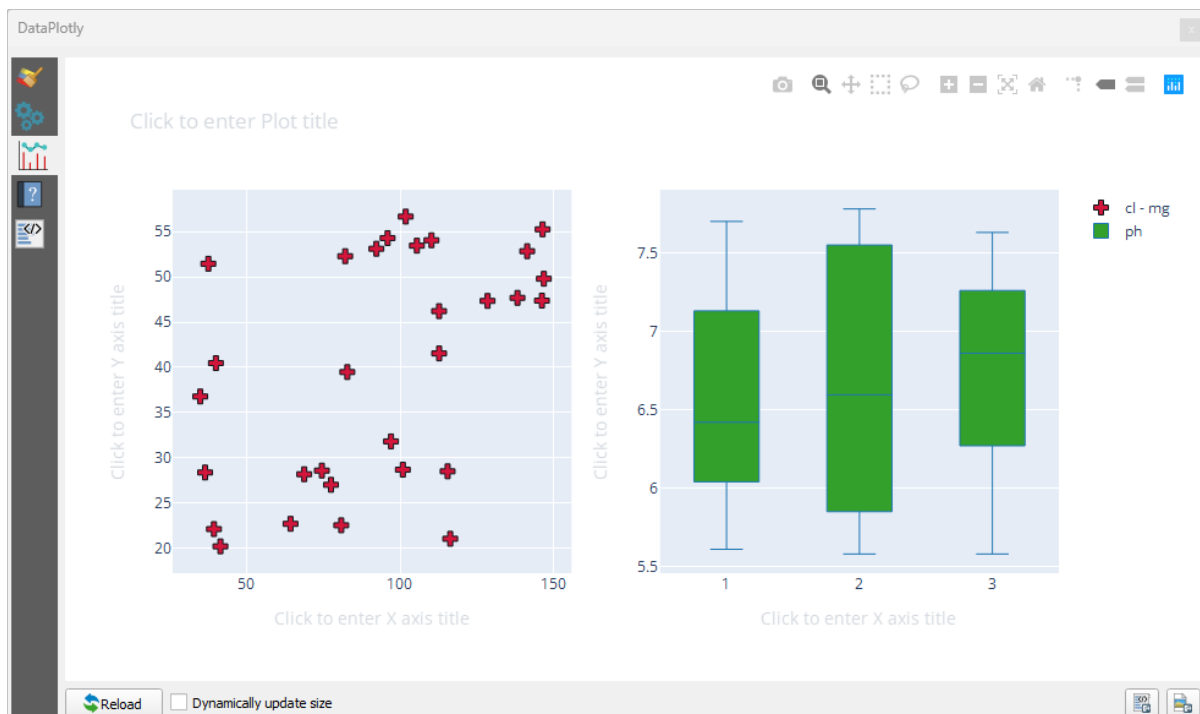 DataPlotly
x
?
</>
Click to enter Plot title
Click to enter Y axis title
55
50
45
40
35
30
25
20
50
100
150
Click to enter X axis title
Click to enter Y axis title
7.5
7
6.5
6
5.5
1
2
3
Click to enter X axis title
cl - mg
ph
Reload
Dynamically update size